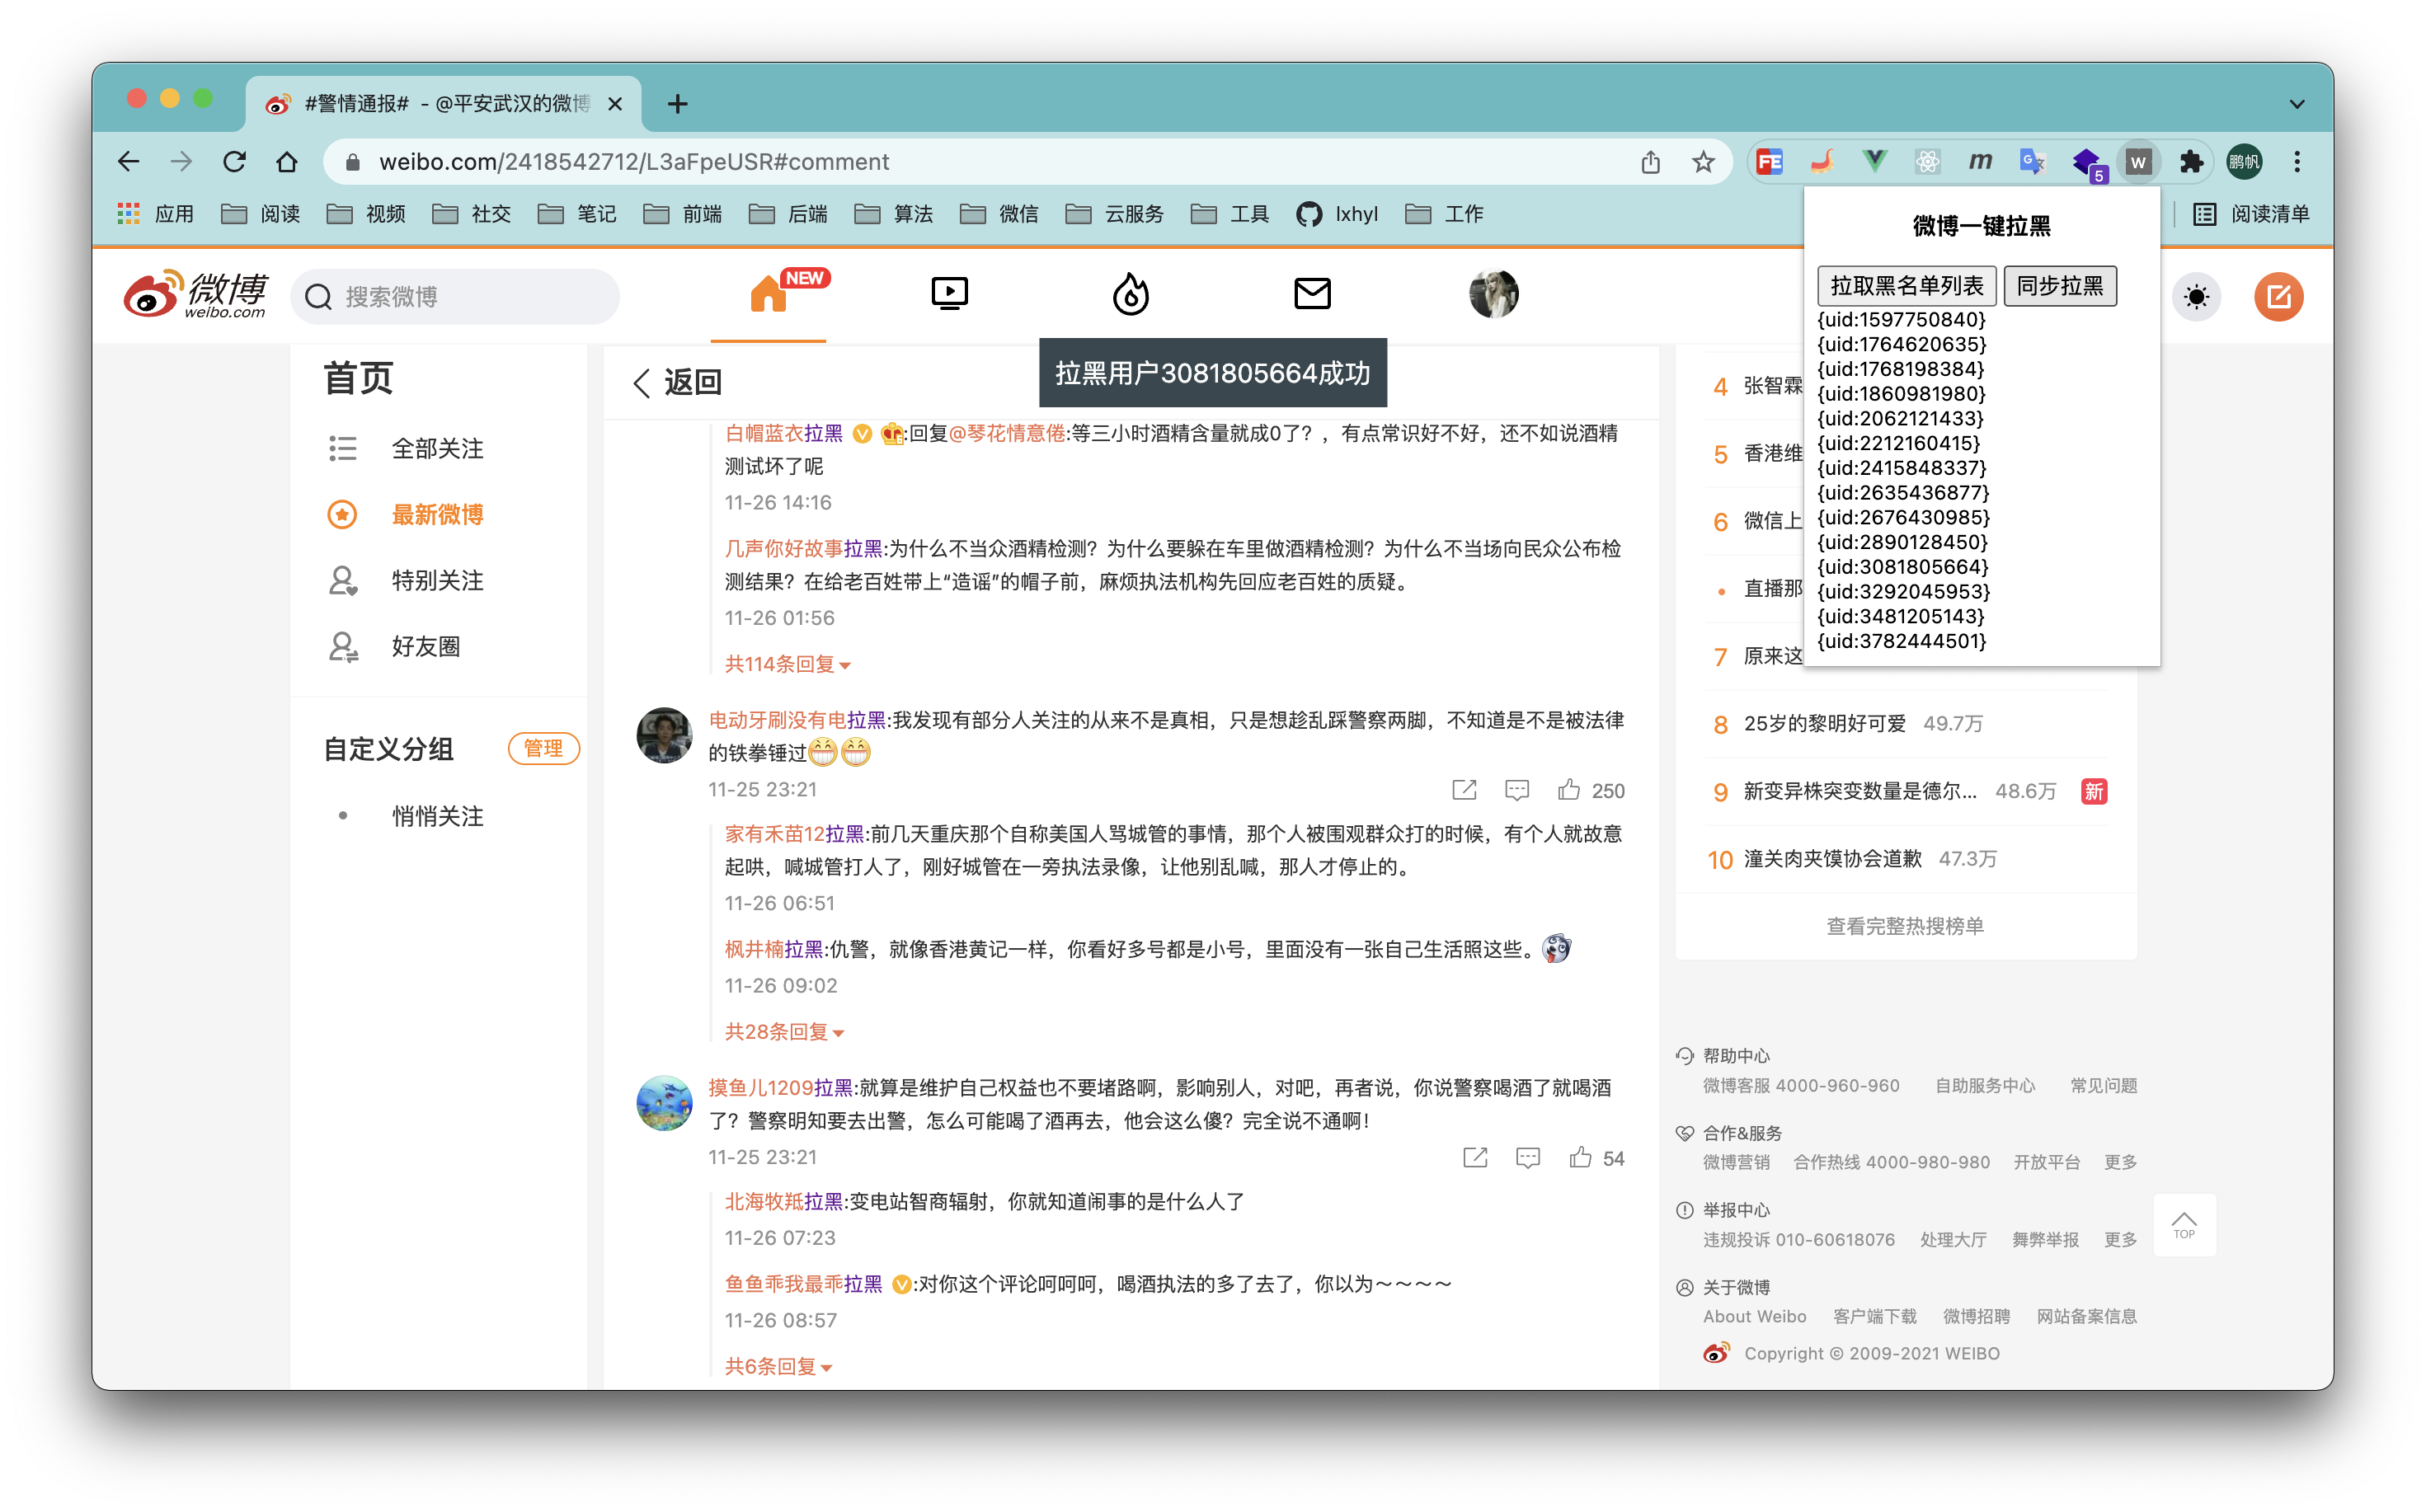 #警情通报# - @平安武汉的微博
weibo.com/2418542712/L3aFpeUSR#comment
FE
m
G
5
W
鹏帆
应用 阅读 视频 社交 笔记 前端 后端 算法 微信 云服务 工具 lxhyl 工作
阅读清单
微博一键拉黑
拉取黑名单列表 同步拉黑
{uid:1597750840}
{uid:1764620635}
{uid:1768198384}
{uid:1860981980}
{uid:2062121433}
{uid:2212160415}
{uid:2415848337}
{uid:2635436877}
{uid:2676430985}
{uid:2890128450}
{uid:3081805664}
{uid:3292045953}
{uid:3481205143}
{uid:3782444501}
微博
weibo.com
搜索微博
NEW
拉黑用户3081805664成功
首页
全部关注
最新微博
特别关注
好友圈
自定义分组 管理
悄悄关注
返回
白帽蓝衣拉黑 :回复@琴花情意倦:等三小时酒精含量就成0了？，有点常识好不好，还不如说酒精
测试坏了呢
11-26 14:16
几声你好故事拉黑:为什么不当众酒精检测？为什么要躲在车里做酒精检测？为什么不当场向民众公布检
测结果？在给老百姓带上“造谣”的帽子前，麻烦执法机构先回应老百姓的质疑。
11-26 01:56
共114条回复
电动牙刷没有电拉黑:我发现有部分人关注的从来不是真相，只是想趁乱踩警察两脚，不知道是不是被法律
的铁拳锤过
11-25 23:21
250
家有禾苗12拉黑:前几天重庆那个自称美国人骂城管的事情，那个人被围观群众打的时候，有个人就故意
起哄，喊城管打人了，刚好城管在一旁执法录像，让他别乱喊，那人才停止的。
11-26 06:51
枫井楠拉黑:仇警，就像香港黄记一样，你看好多号都是小号，里面没有一张自己生活照这些。
11-26 09:02
共28条回复
摸鱼儿1209拉黑:就算是维护自己权益也不要堵路啊，影响别人，对吧，再者说，你说警察喝酒了就喝酒
了？警察明知要去出警，怎么可能喝了酒再去，他会这么傻？完全说不通啊！
11-25 23:21
54
北海牧羝拉黑:变电站智商辐射，你就知道闹事的是什么人了
11-26 07:23
鱼鱼乖我最乖拉黑 :对你这个评论呵呵呵，喝酒执法的多了去了，你以为～～～～
11-26 08:57
共6条回复
4 张智霖
5 香港维
6 微信上
直播那
7 原来这
8 25岁的黎明好可爱 49.7万
9 新变异株突变数量是德尔... 48.6万 新
10 潼关肉夹馍协会道歉 47.3万
查看完整热搜榜单
帮助中心
微博客服 4000-960-960 自助服务中心 常见问题
合作&服务
微博营销 合作热线 4000-980-980 开放平台 更多
举报中心
违规投诉 010-60618076 处理大厅 舞弊举报 更多
关于微博
About Weibo 客户端下载 微博招聘 网站备案信息
Copyright © 2009-2021 WEIBO
TOP